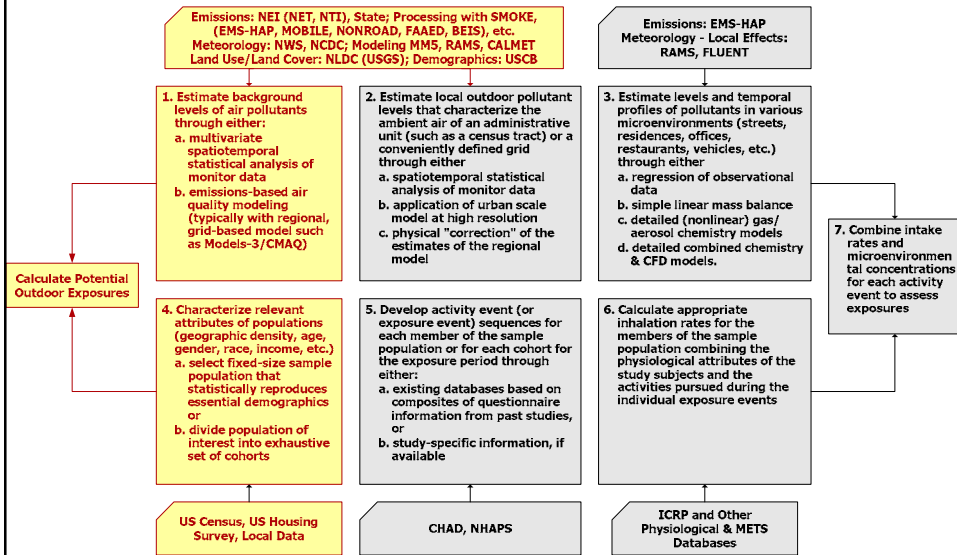 Emissions: NEI (NET, NTI), State; Processing with SMOKE,
(EMS-HAP, MOBILE, NONROAD, FAAED, BEIS), etc.
Meteorology: NWS, NCDC; Modeling MM5, RAMS, CALMET
Land Use/Land Cover: NLDC (USGS); Demographics: USCB
Emissions: EMS-HAP
Meteorology - Local Effects:
RAMS, FLUENT
1. Estimate background
levels of air pollutants
through either:
a. multivariate
spatiotemporal
statistical analysis of
monitor data
b. emissions-based air
quality modeling
(typically with regional,
grid-based model such
as Models-3/CMAQ)
2. Estimate local outdoor pollutant
levels that characterize the
ambient air of an administrative
unit (such as a census tract) or a
conveniently defined grid
through either
a. spatiotemporal statistical
analysis of monitor data
b. application of urban scale
model at high resolution
c. physical "correction" of the
estimates of the regional
model
3. Estimate levels and temporal
profiles of pollutants in various
microenvironments (streets,
residences, offices,
restaurants, vehicles, etc.)
through either
a. regression of observational
data
b. simple linear mass balance
c. detailed (nonlinear) gas/
aerosol chemistry models
d. detailed combined chemistry
& CFD models.
7. Combine intake
rates and
microenvironmen
tal concentrations
for each activity
event to assess
exposures
Calculate Potential
Outdoor Exposures
4. Characterize relevant
attributes of populations
(geographic density, age,
gender, race, income, etc.)
a. select fixed-size sample
population that
statistically reproduces
essential demographics
or
b. divide population of
interest into exhaustive
set of cohorts
5. Develop activity event (or
exposure event) sequences for
each member of the sample
population or for each cohort for
the exposure period through
either:
a. existing databases based on
composites of questionnaire
information from past studies,
or
b. study-specific information, if
available
6. Calculate appropriate
inhalation rates for the
members of the sample
population combining the
physiological attributes of the
study subjects and the
activities pursued during the
individual exposure events
US Census, US Housing
Survey, Local Data
CHAD, NHAPS
ICRP and Other
Physiological & METS
Databases